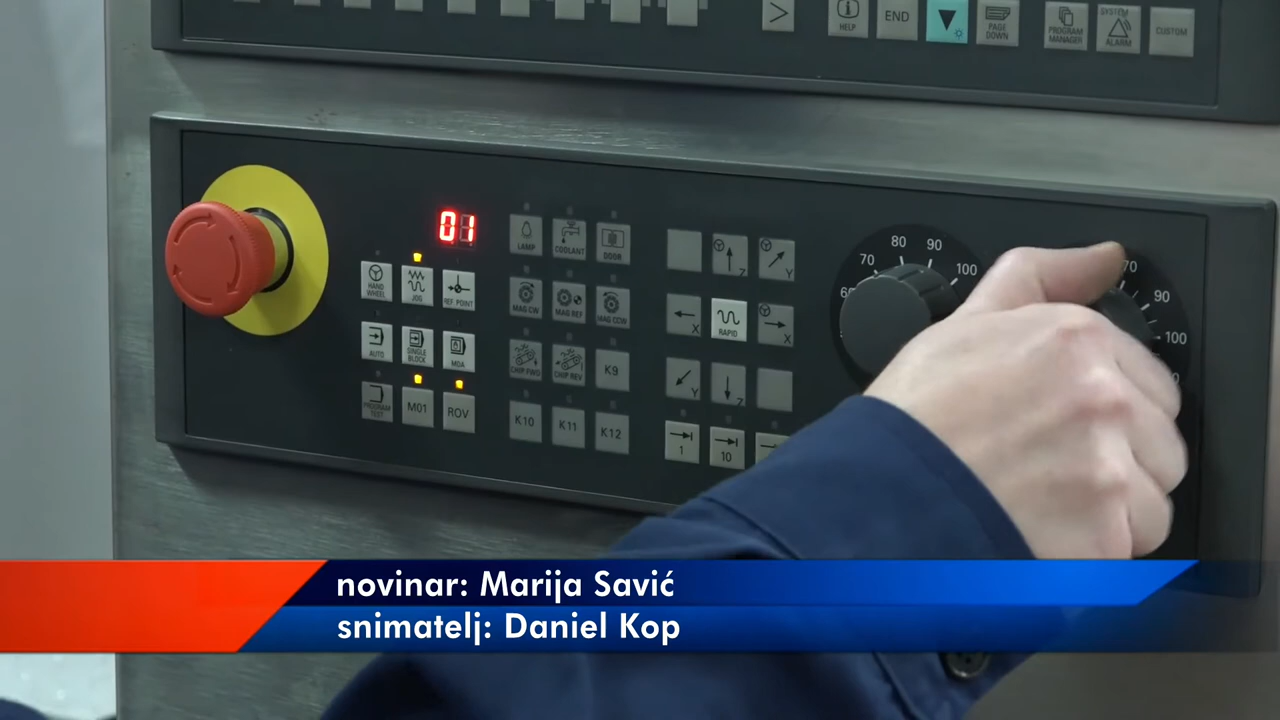 >
HELP
END
PAGE DOWN
PROGRAM MANAGER
SYSTEM ALARM
CUSTOM
01
LAMP
COOLANT
DOOR
Z
Y
HAND WHEEL
JOG
REF POINT
MAG CW
MAG REF
MAG CCW
X
RAPID
X
AUTO
SINGLE BLOCK
MDA
CHIP FWD
CHIP REV
K9
Y
Z
PROGRAM TEST
M01
ROV
K10
K11
K12
1
10
70
80
90
100
70
90
100
novinar: Marija Savić
snimatelj: Daniel Kop